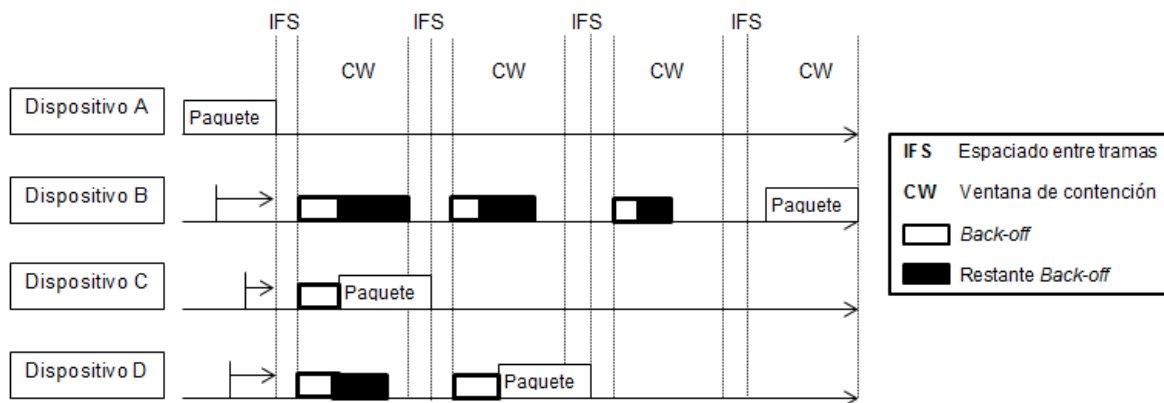 IFS IFS IFS IFS
CW CW CW CW
Dispositivo A
Paquete
Dispositivo B
Paquete
Dispositivo C
Paquete
Dispositivo D
Paquete
IFS Espaciado entre tramas
CW Ventana de contención
Back-off
Restante Back-off